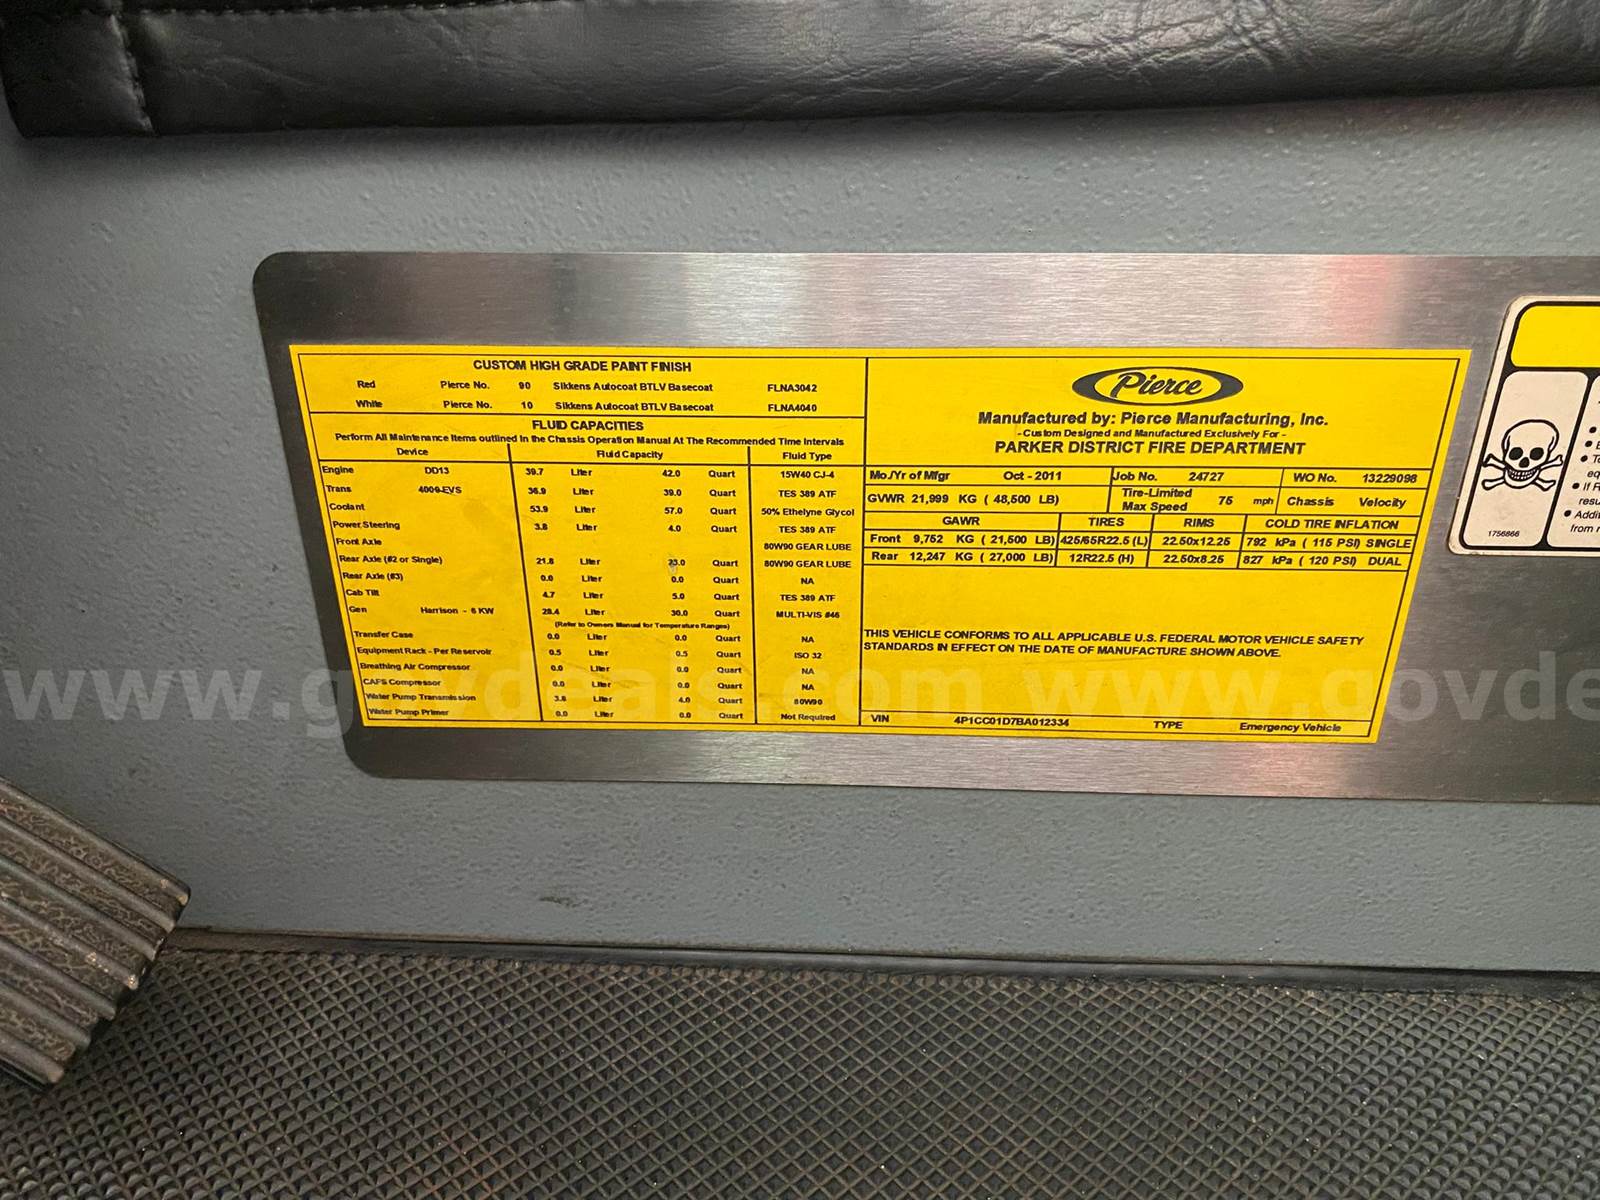 CUSTOM HIGH GRADE PAINT FINISH
Red Pierce No. 90 Sikkens Autocoat BTLV Basecoat FLNA3042
White Pierce No. 10 Sikkens Autocoat BTLV Basecoat FLNA4040
FLUID CAPACITIES
Perform All Maintenance Items outlined In the Chassis Operation Manual At The Recommended Time Intervals
Device Fluid Capacity Fluid Type
Engine DD13 39.7 Liter 42.0 Quart 15W40 CJ-4
Trans 4000-EVS 36.9 Liter 39.0 Quart TES 389 ATF
Coolant 53.9 Liter 57.0 Quart 50% Ethelyne Glycol
Power Steering 3.8 Liter 4.0 Quart TES 389 ATF
Front Axle 80W90 GEAR LUBE
Rear Axle (#2 or Single) 21.8 Liter 23.0 Quart 80W90 GEAR LUBE
Rear Axle (#3) 0.0 Liter 0.0 Quart NA
Cab Tilt 4.7 Liter 5.0 Quart TES 389 ATF
Gen Harrison - 6 KW 28.4 Liter 30.0 Quart MULTI-VIS #46
(Refer to Owners Manual for Temperature Ranges)
Transfer Case 0.0 Liter 0.0 Quart NA
Equipment Rack - Per Reservoir 0.5 Liter 0.5 Quart ISO 32
Breathing Air Compressor 0.0 Liter 0.0 Quart NA
CAFS Compressor 0.0 Liter 0.0 Quart NA
Water Pump Transmission 3.8 Liter 4.0 Quart 80W90
Water Pump Primer 0.0 Liter 0.0 Quart Not Required
Pierce
Manufactured by: Pierce Manufacturing, Inc.
- Custom Designed and Manufactured Exclusively For -
PARKER DISTRICT FIRE DEPARTMENT
Mo./Yr of Mfgr Oct - 2011 Job No. 24727 WO No. 13229098
GVWR 21,999 KG ( 48,500 LB) Tire-Limited Max Speed 75 mph Chassis Velocity
GAWR TIRES RIMS COLD TIRE INFLATION
Front 9,752 KG ( 21,500 LB) 425/65R22.5 (L) 22.50x12.25 792 kPa ( 115 PSI) SINGLE
Rear 12,247 KG ( 27,000 LB) 12R22.5 (H) 22.50x8.25 827 kPa ( 120 PSI) DUAL
THIS VEHICLE CONFORMS TO ALL APPLICABLE U.S. FEDERAL MOTOR VEHICLE SAFETY
STANDARDS IN EFFECT ON THE DATE OF MANUFACTURE SHOWN ABOVE.
VIN 4P1CC01D7BA012334 TYPE Emergency Vehicle
1756866
• If
• Addit
from
www.govdeals.com www.govde